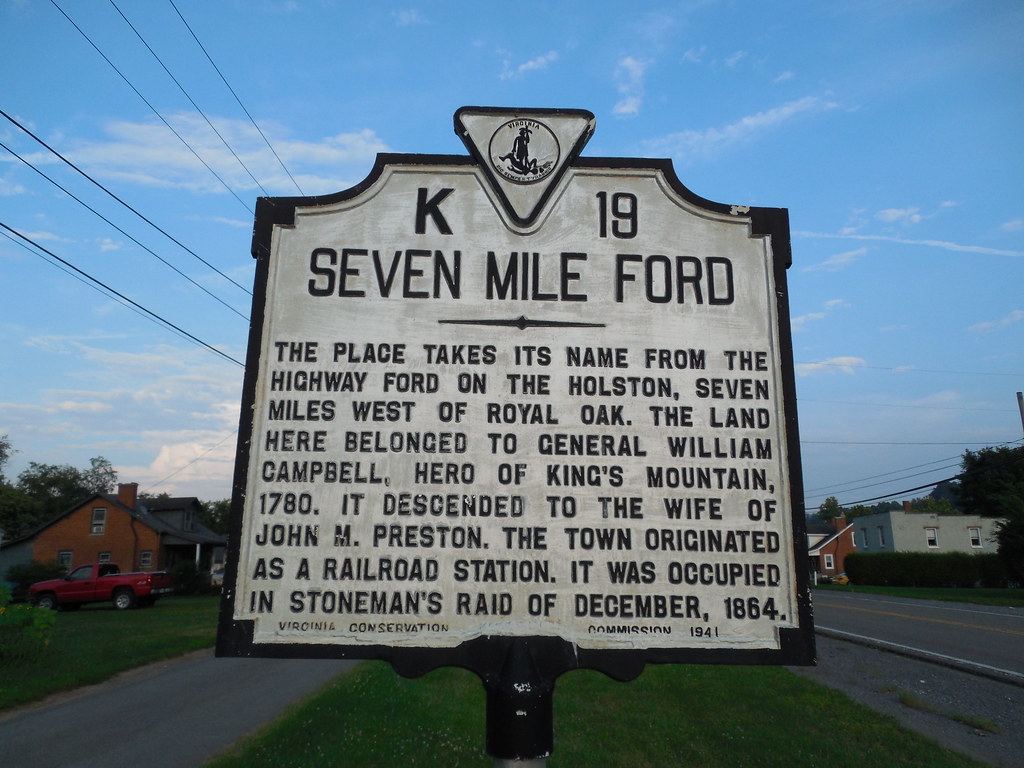 VIRGINIA
K 19
SEVEN MILE FORD
THE PLACE TAKES ITS NAME FROM THE
HIGHWAY FORD ON THE HOLSTON, SEVEN
MILES WEST OF ROYAL OAK. THE LAND
HERE BELONGED TO GENERAL WILLIAM
CAMPBELL, HERO OF KING'S MOUNTAIN,
1780. IT DESCENDED TO THE WIFE OF
JOHN M. PRESTON. THE TOWN ORIGINATED
AS A RAILROAD STATION. IT WAS OCCUPIED
IN STONEMAN'S RAID OF DECEMBER, 1864.
VIRGINIA CONSERVATION COMMISSION 1941